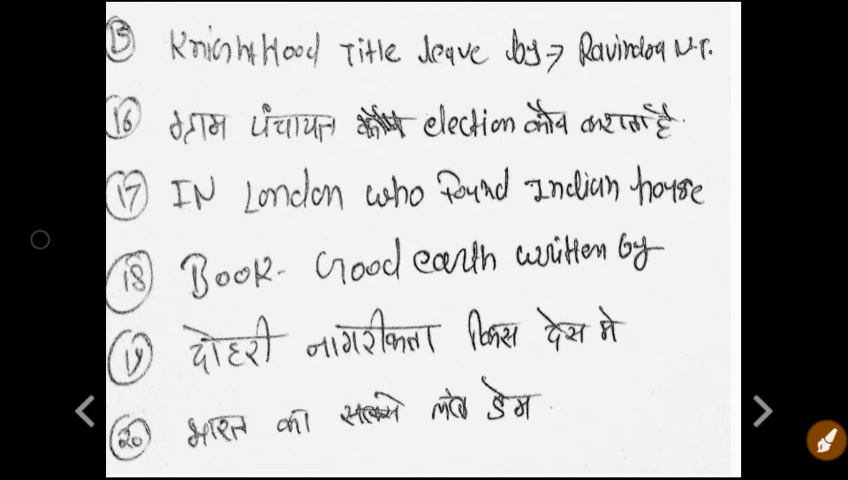 15 Knighthood Title leave by → Ravindra N.T.
16 ग्राम पंचायत election कौन कराता है.
17 IN London who found Indian house
18 Book- Good earth written by
19 दोहरी नागरीकता किस देस मे
20 भारत का सबसे डेम